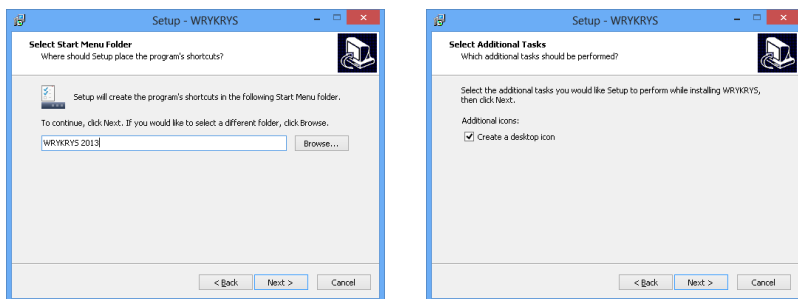 Setup - WRYKRYS
Select Start Menu Folder
Where should Setup place the program's shortcuts?
Setup will create the program's shortcuts in the following Start Menu folder.
To continue, click Next. If you would like to select a different folder, click Browse.
WRYKRYS 2013
Browse...
< Back
Next >
Cancel
Setup - WRYKRYS
Select Additional Tasks
Which additional tasks should be performed?
Select the additional tasks you would like Setup to perform while installing WRYKRYS,
then click Next.
Additional icons:
Create a desktop icon
< Back
Next >
Cancel